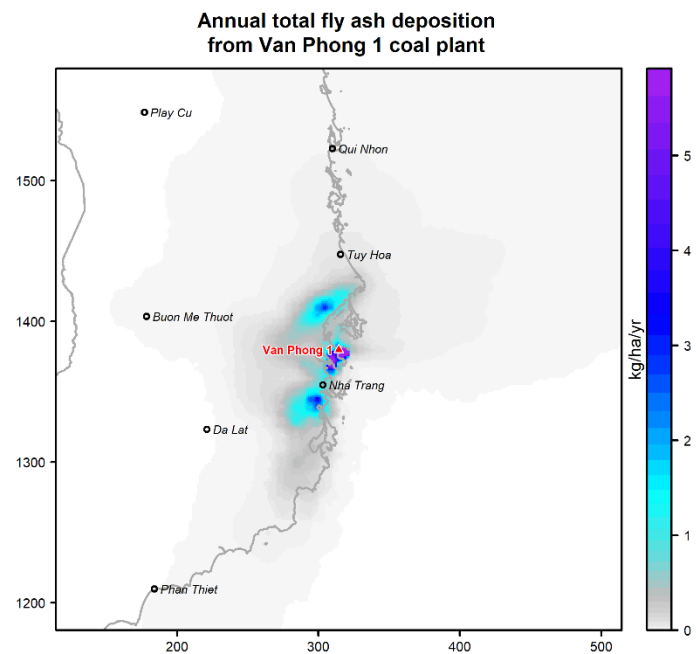 Annual total fly ash deposition
from Van Phong 1 coal plant
Play Cu
Qui Nhon
Tuy Hoa
Buon Me Thuot
Van Phong 1
Nha Trang
Da Lat
Phan Thiet
1500
1400
1300
1200
200
300
400
500
5
4
3
2
1
0
kg/ha/yr